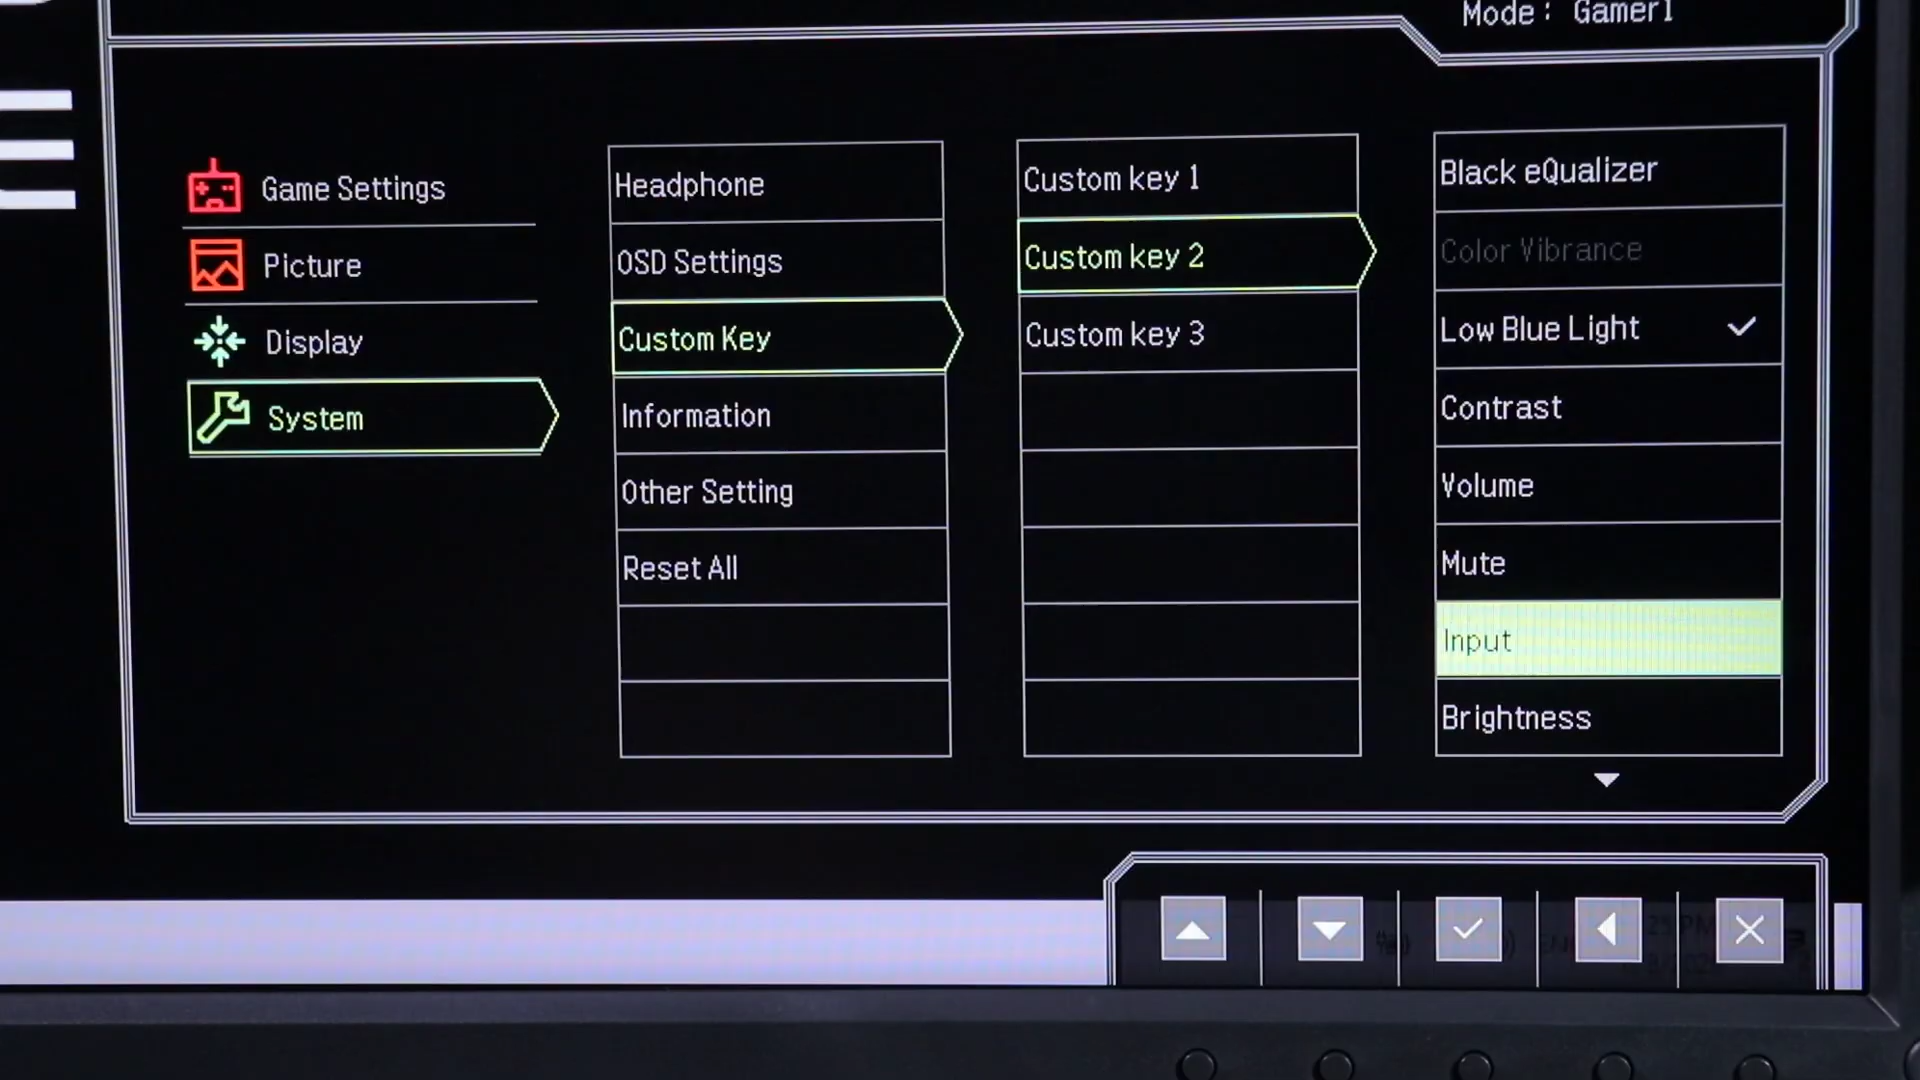 Mode: Gamer1
Game Settings
Picture
Display
System
Headphone
OSD Settings
Custom Key
Information
Other Setting
Reset All
Custom key 1
Custom key 2
Custom key 3
Black eQualizer
Color Vibrance
Low Blue Light
Contrast
Volume
Mute
Input
Brightness